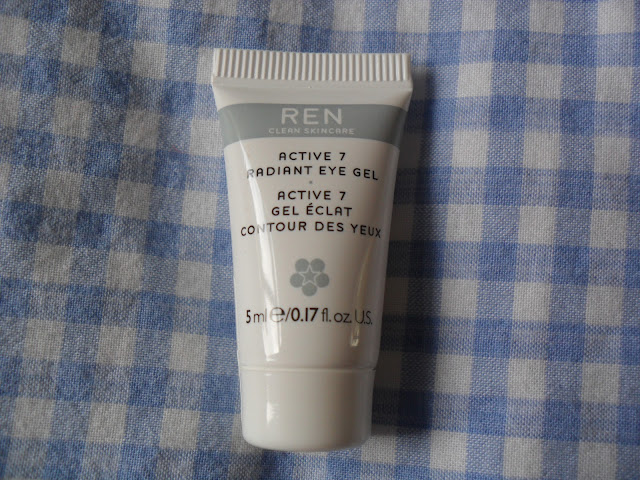 REN
CLEAN SKINCARE
ACTIVE 7
RADIANT EYE GEL
ACTIVE 7
GEL ÉCLAT
CONTOUR DES YEUX
5 ml ℮/0.17 fl. oz. U.S.